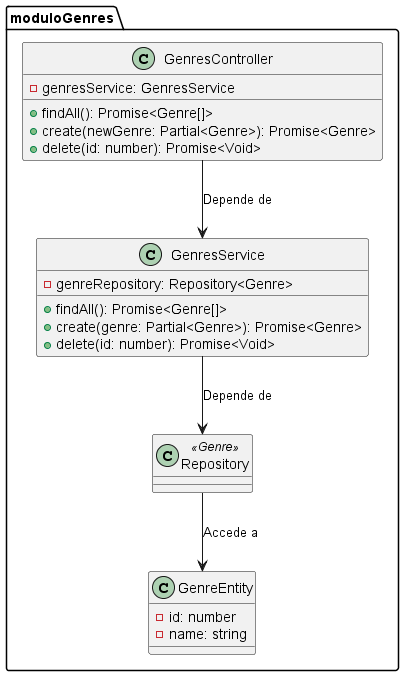 moduloGenres
C GenresController
genresService: GenresService
findAll(): Promise<Genre[]>
create(newGenre: Partial<Genre>): Promise<Genre>
delete(id: number): Promise<Void>
Depende de
C GenresService
genreRepository: Repository<Genre>
findAll(): Promise<Genre[]>
create(genre: Partial<Genre>): Promise<Genre>
delete(id: number): Promise<Void>
Depende de
«Genre»
C Repository
Accede a
C GenreEntity
id: number
name: string